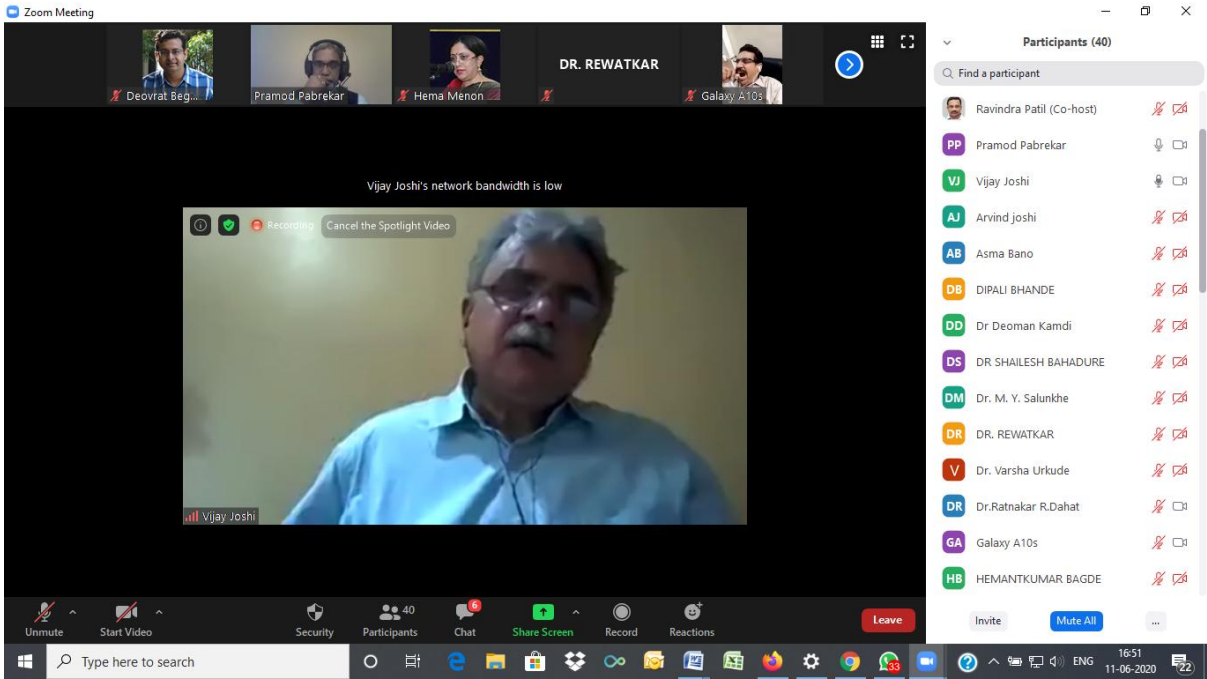 Zoom Meeting
Deovrat Beg...
Pramod Pabrekar
Hema Menon
DR. REWATKAR
Galaxy A10s
Vijay Joshi's network bandwidth is low
Recording
Cancel the Spotlight Video
Vijay Joshi
Participants (40)
Find a participant
Ravindra Patil (Co-host)
PP Pramod Pabrekar
VJ Vijay Joshi
AJ Arvind joshi
AB Asma Bano
DB DIPALI BHANDE
DD Dr Deoman Kamdi
DS DR SHAILESH BAHADURE
DM Dr. M. Y. Salunkhe
DR DR. REWATKAR
V Dr. Varsha Urkude
DR Dr.Ratnakar R.Dahat
GA Galaxy A10s
HB HEMANTKUMAR BAGDE
Unmute
Start Video
Security
40
Participants
6
Chat
Share Screen
Record
Reactions
Leave
Invite
Mute All
...
Type here to search
33
ENG
16:51
11-06-2020
22